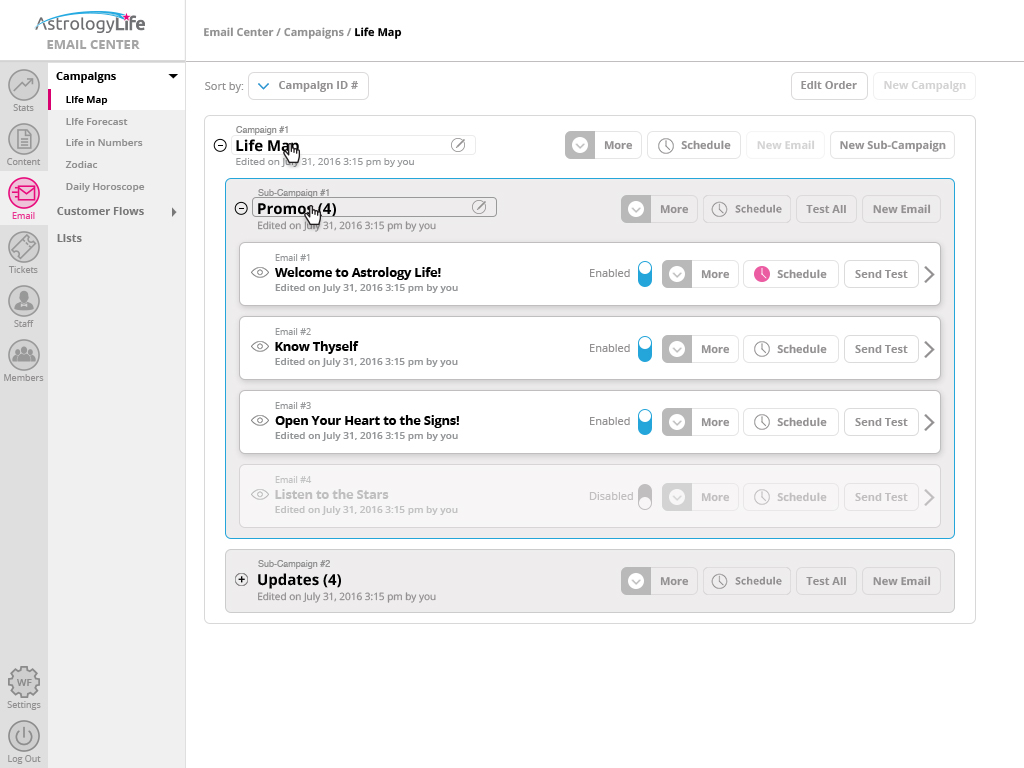 AstrologyLife
EMAIL CENTER
Email Center / Campaigns / Life Map
Stats
Content
Email
Tickets
Staff
Members
WF
Settings
Log Out
Campaigns
LIfe Map
LIfe Forecast
Life in Numbers
Zodiac
Daily Horoscope
Customer Flows
LIsts
Sort by:
Campaign ID #
EdIt Order
New Campaign
Campaign #1
Life Map
Edited on July 31, 2016 3:15 pm by you
More
Schedule
New Email
New Sub-Campaign
Sub-Campaign #1
Promos (4)
Edited on July 31, 2016 3:15 pm by you
More
Schedule
Test All
New Email
Email #1
Welcome to Astrology Life!
Edited on July 31, 2016 3:15 pm by you
Enabled
More
Schedule
Send Test
Email #2
Know Thyself
Edited on July 31, 2016 3:15 pm by you
Enabled
More
Schedule
Send Test
Email #3
Open Your Heart to the Signs!
Edited on July 31, 2016 3:15 pm by you
Enabled
More
Schedule
Send Test
Email #4
Listen to the Stars
Edited on July 31, 2016 3:15 pm by you
Disabled
More
Schedule
Send Test
Sub-Campaign #2
Updates (4)
Edited on July 31, 2016 3:15 pm by you
More
Schedule
Test All
New Email